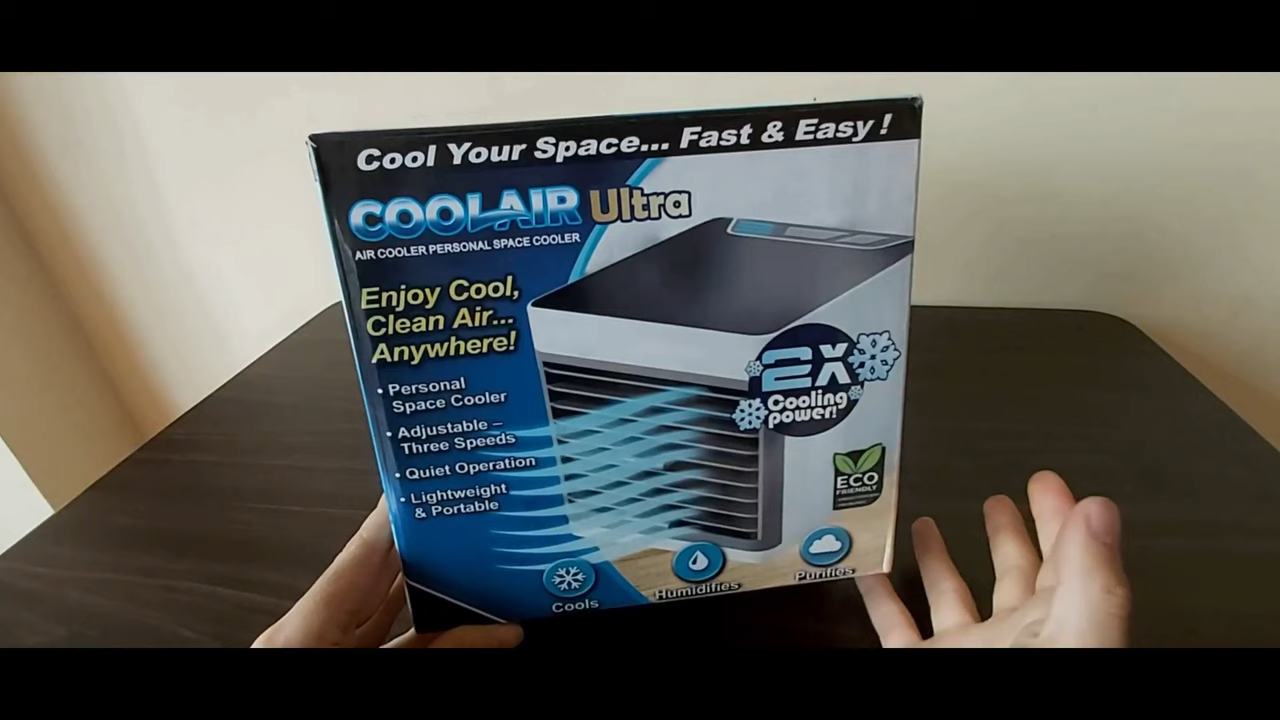 Cool Your Space... Fast & Easy !
COOLAIR Ultra
AIR COOLER PERSONAL SPACE COOLER
Enjoy Cool,
Clean Air...
Anywhere!
• Personal
Space Cooler
• Adjustable –
Three Speeds
• Quiet Operation
• Lightweight
& Portable
2X
Cooling
power!
ECO
FRIENDLY
Cools
Humidifies
Purifies